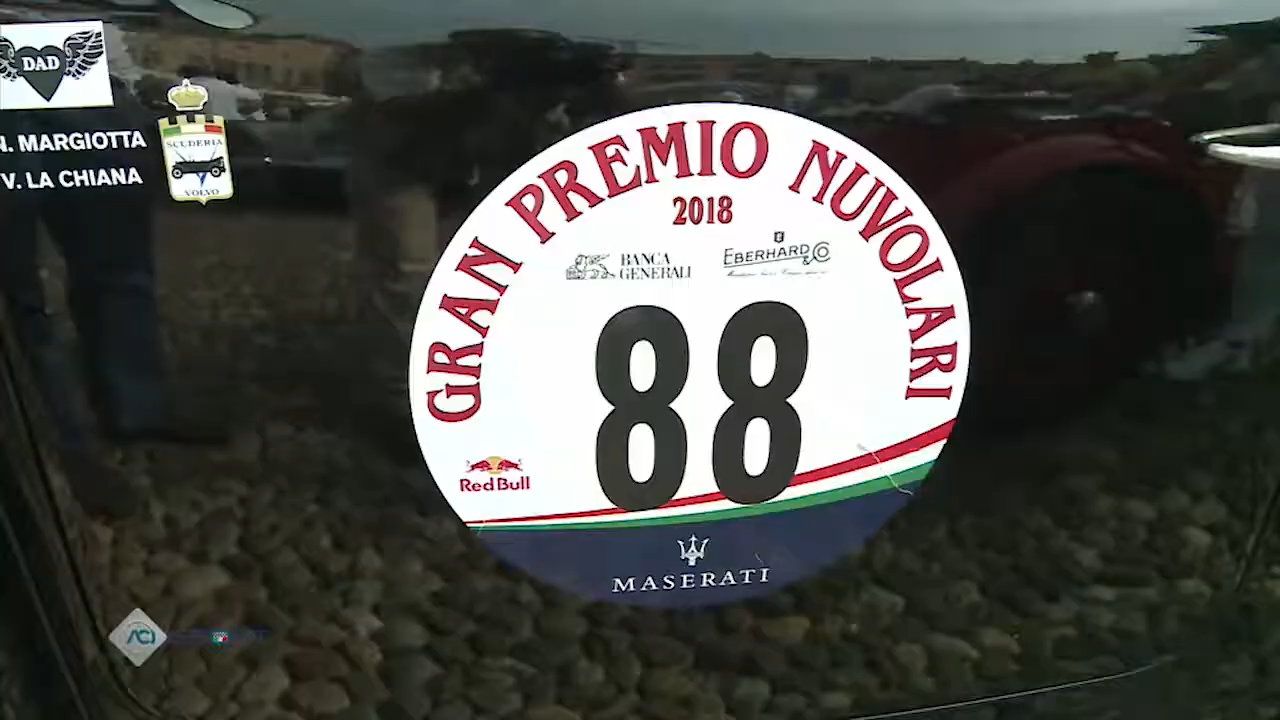 DAD
N. MARGIOTTA
V. LA CHIANA
SCUDERIA
VOLVO
GRAN PREMIO NUVOLARI
2018
BANCA
GENERALI
EBERHARD & CO
88
Red Bull
MASERATI
ACI